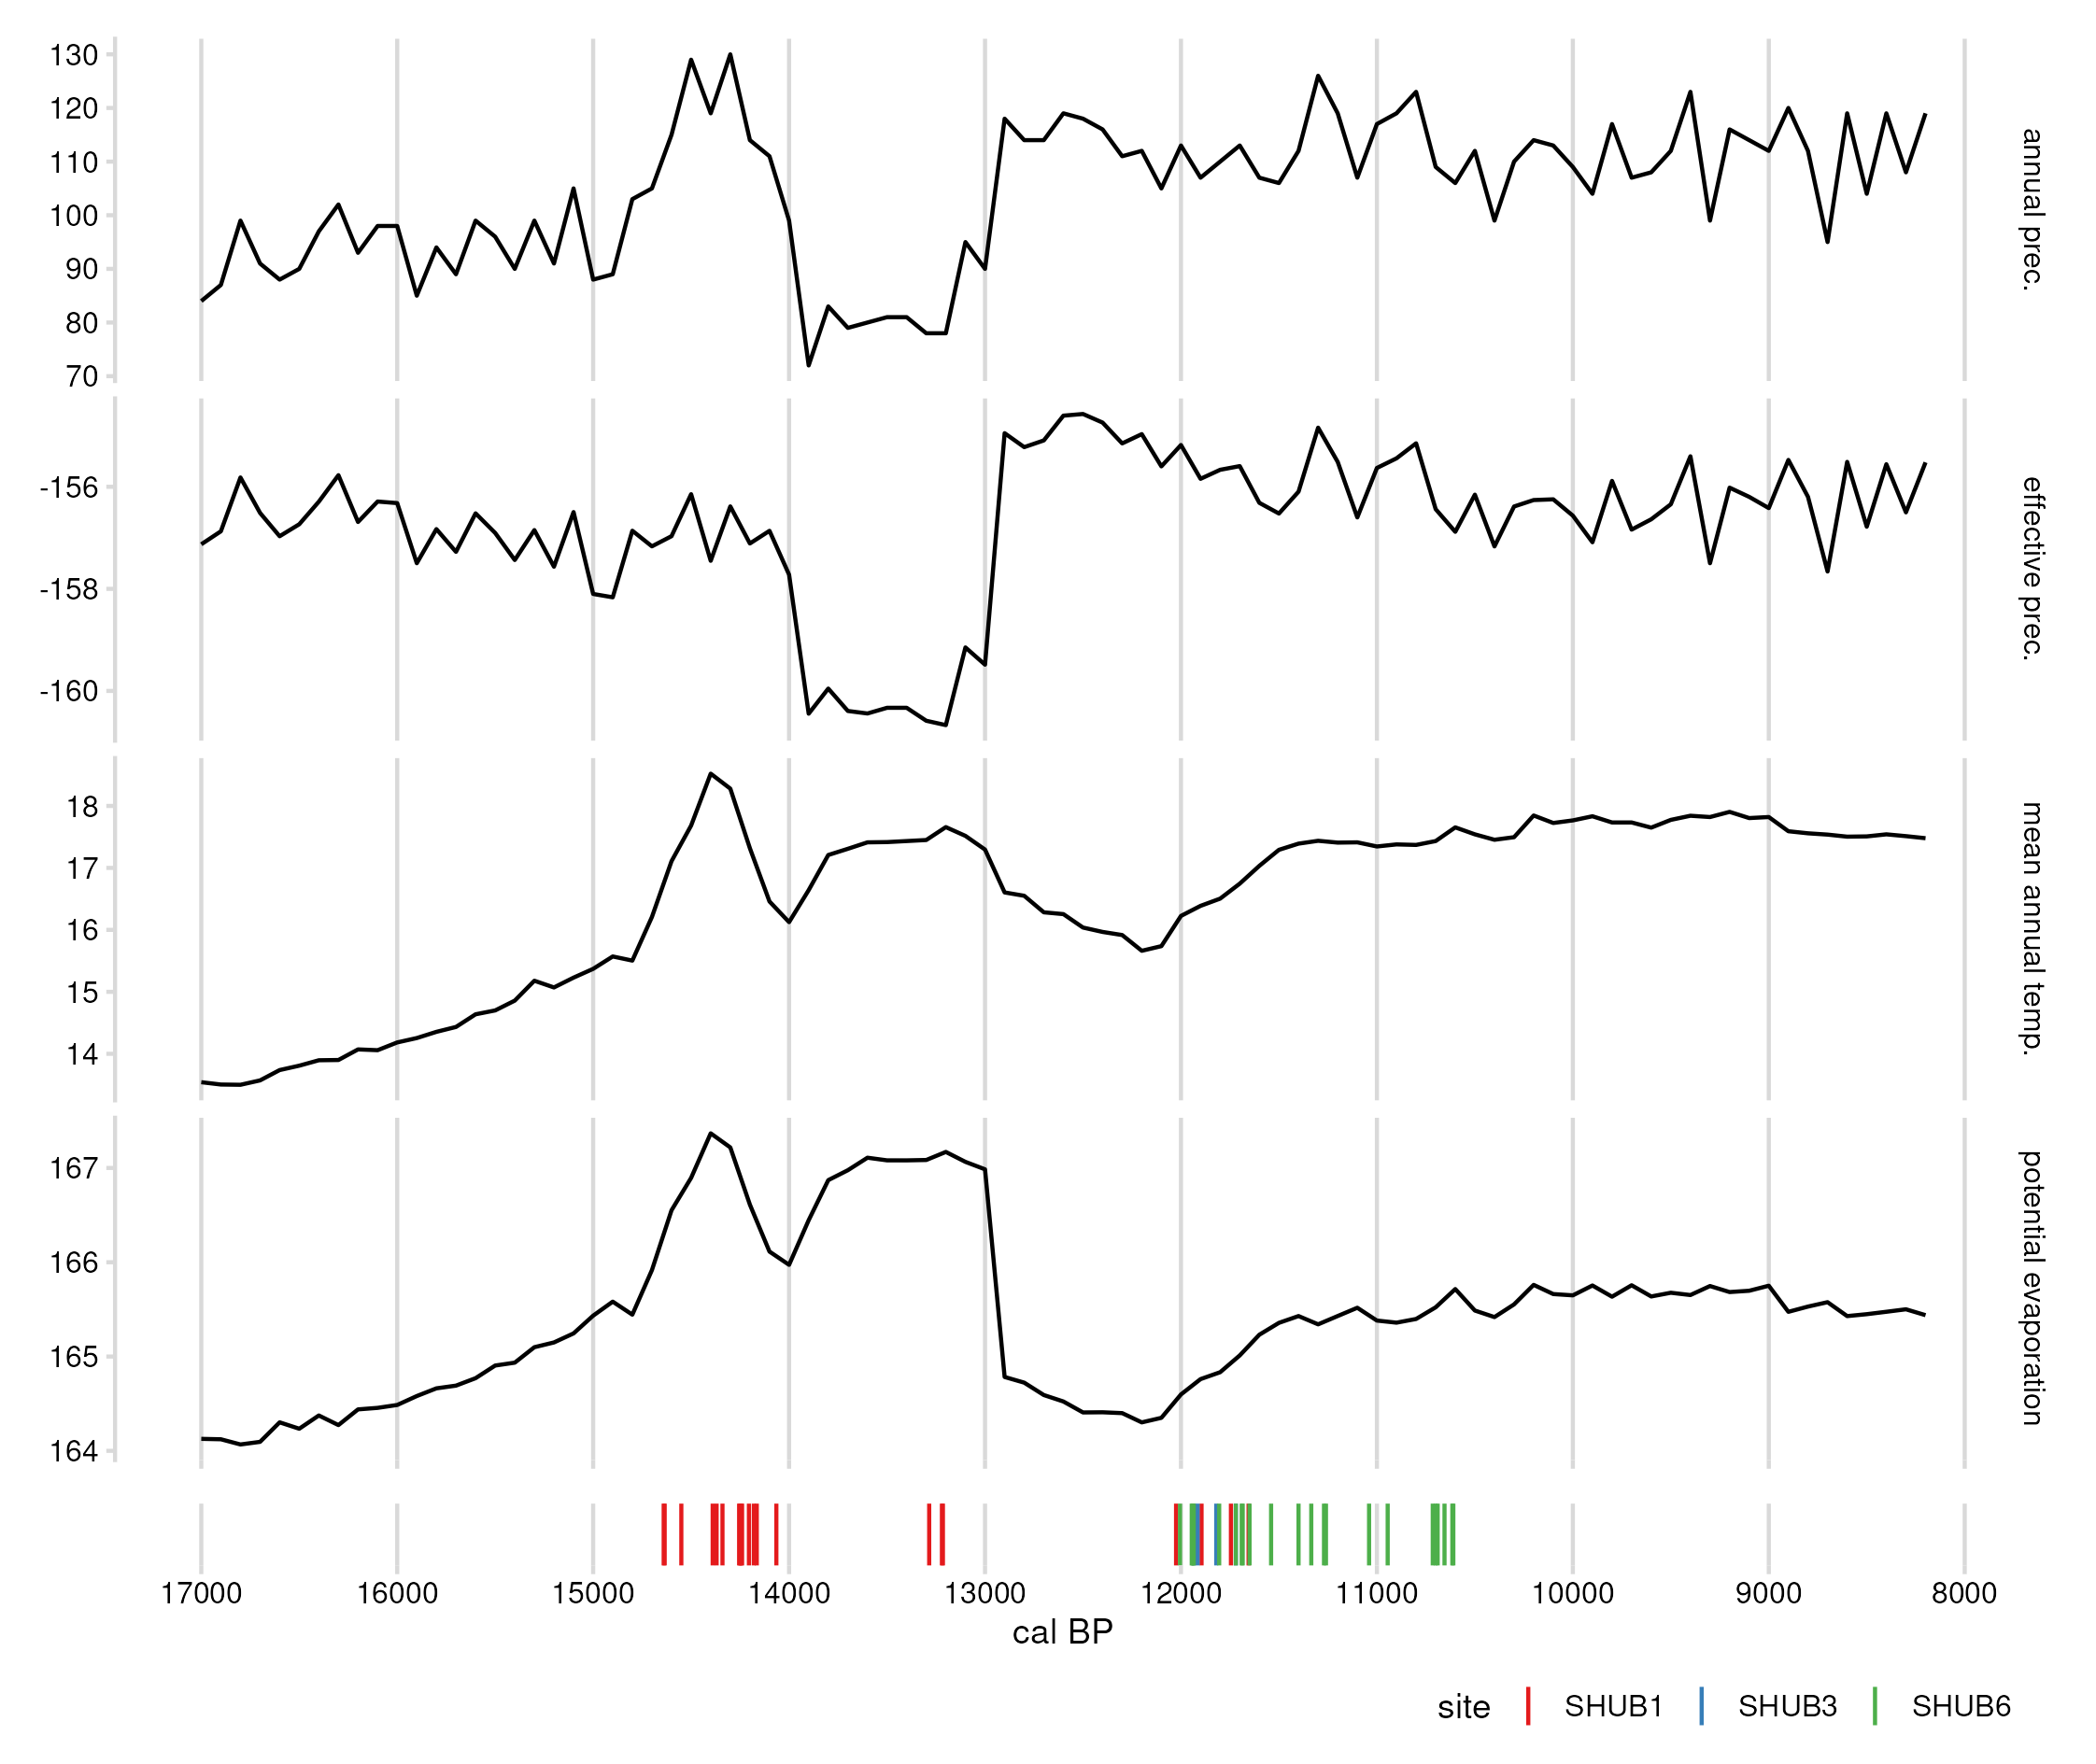 130
120
110
100
90
80
70
annual prec.
-156
-158
-160
effective prec.
18
17
16
15
14
mean annual temp.
167
166
165
164
potential evaporation
17000 16000 15000 14000 13000 12000 11000 10000 9000 8000
cal BP
site SHUB1 SHUB3 SHUB6